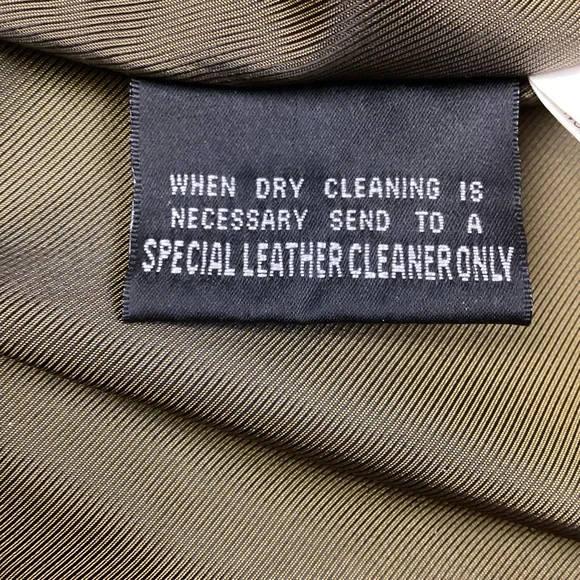 WHEN DRY CLEANING IS
NECESSARY SEND TO A
SPECIAL LEATHER CLEANER ONLY